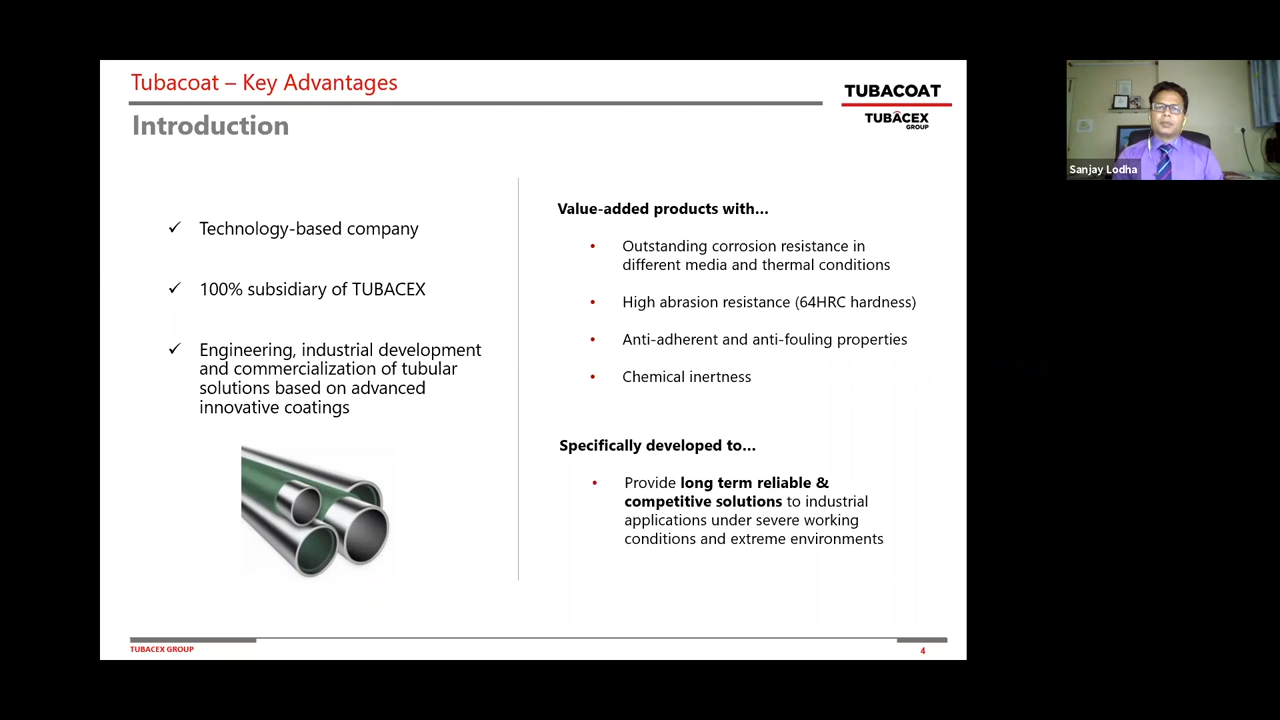 Tubacoat – Key Advantages
TUBACOAT
TUBACEX
GROUP
Introduction
✓ Technology-based company
✓ 100% subsidiary of TUBACEX
✓ Engineering, industrial development
and commercialization of tubular
solutions based on advanced
innovative coatings
Value-added products with…
• Outstanding corrosion resistance in
different media and thermal conditions
• High abrasion resistance (64HRC hardness)
• Anti-adherent and anti-fouling properties
• Chemical inertness
Specifically developed to…
• Provide long term reliable &
competitive solutions to industrial
applications under severe working
conditions and extreme environments
TUBACEX GROUP
4
Sanjay Lodha